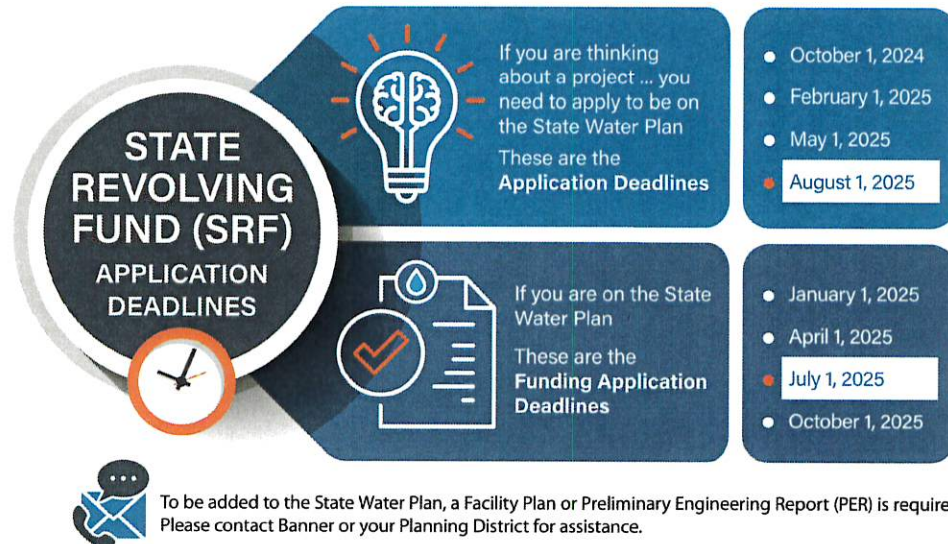 STATE
REVOLVING
FUND (SRF)
APPLICATION
DEADLINES
If you are thinking
about a project ... you
need to apply to be on
the State Water Plan
These are the
Application Deadlines
October 1, 2024
February 1, 2025
May 1, 2025
August 1, 2025
If you are on the State
Water Plan
These are the
Funding Application
Deadlines
January 1, 2025
April 1, 2025
July 1, 2025
October 1, 2025
To be added to the State Water Plan, a Facility Plan or Preliminary Engineering Report (PER) is require
Please contact Banner or your Planning District for assistance.